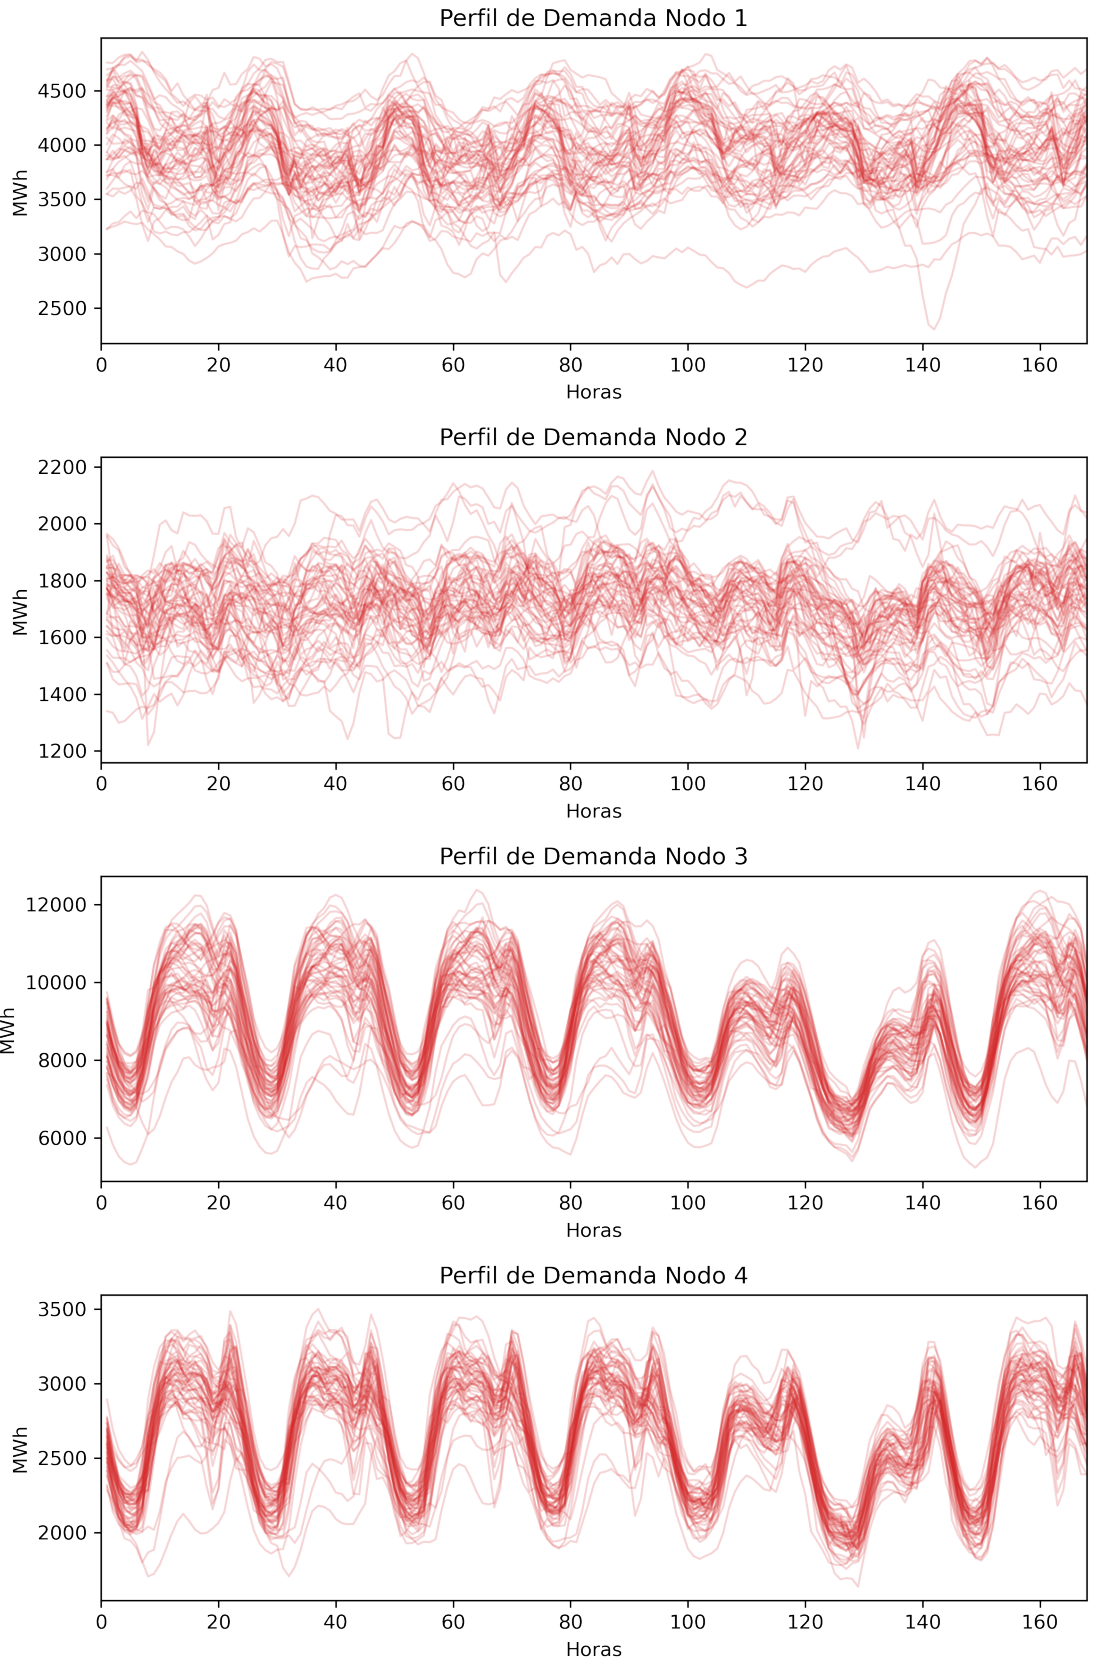 Perfil de Demanda Nodo 1
4500
4000
3500
3000
2500
MWh
0 20 40 60 80 100 120 140 160
Horas
Perfil de Demanda Nodo 2
2200
2000
1800
1600
1400
1200
MWh
0 20 40 60 80 100 120 140 160
Horas
Perfil de Demanda Nodo 3
12000
10000
8000
6000
MWh
0 20 40 60 80 100 120 140 160
Horas
Perfil de Demanda Nodo 4
3500
3000
2500
2000
MWh
0 20 40 60 80 100 120 140 160
Horas